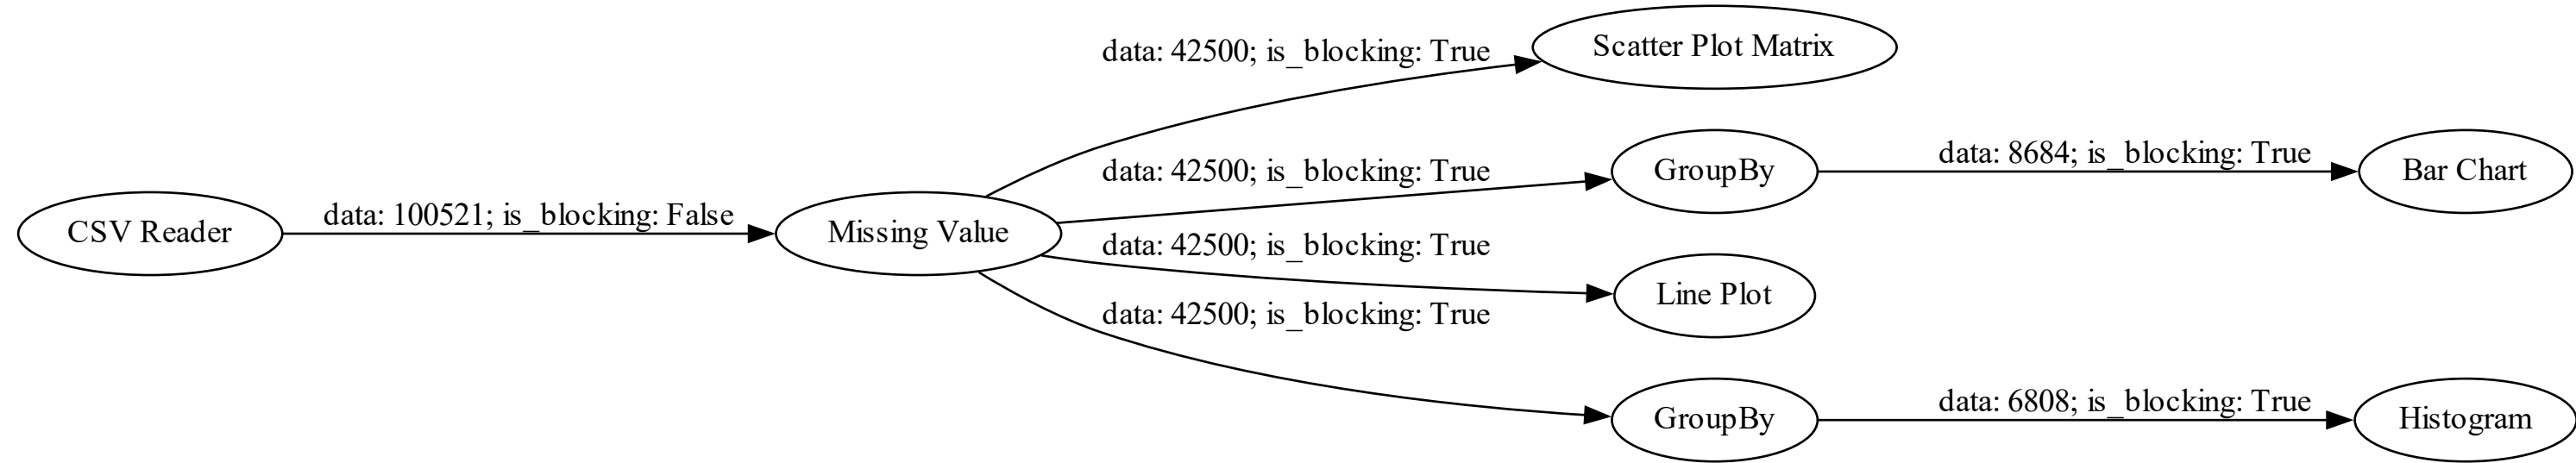 data: 42500; is_blocking: True
Scatter Plot Matrix
data: 42500; is_blocking: True
GroupBy
data: 8684; is_blocking: True
Bar Chart
CSV Reader
data: 100521; is_blocking: False
Missing Value
data: 42500; is_blocking: True
Line Plot
data: 42500; is_blocking: True
GroupBy
data: 6808; is_blocking: True
Histogram